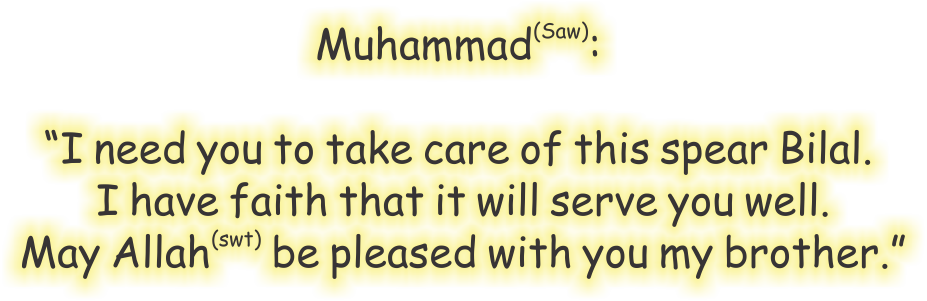 Muhammad(Saw):
“I need you to take care of this spear Bilal.
I have faith that it will serve you well.
May Allah(swt) be pleased with you my brother.”